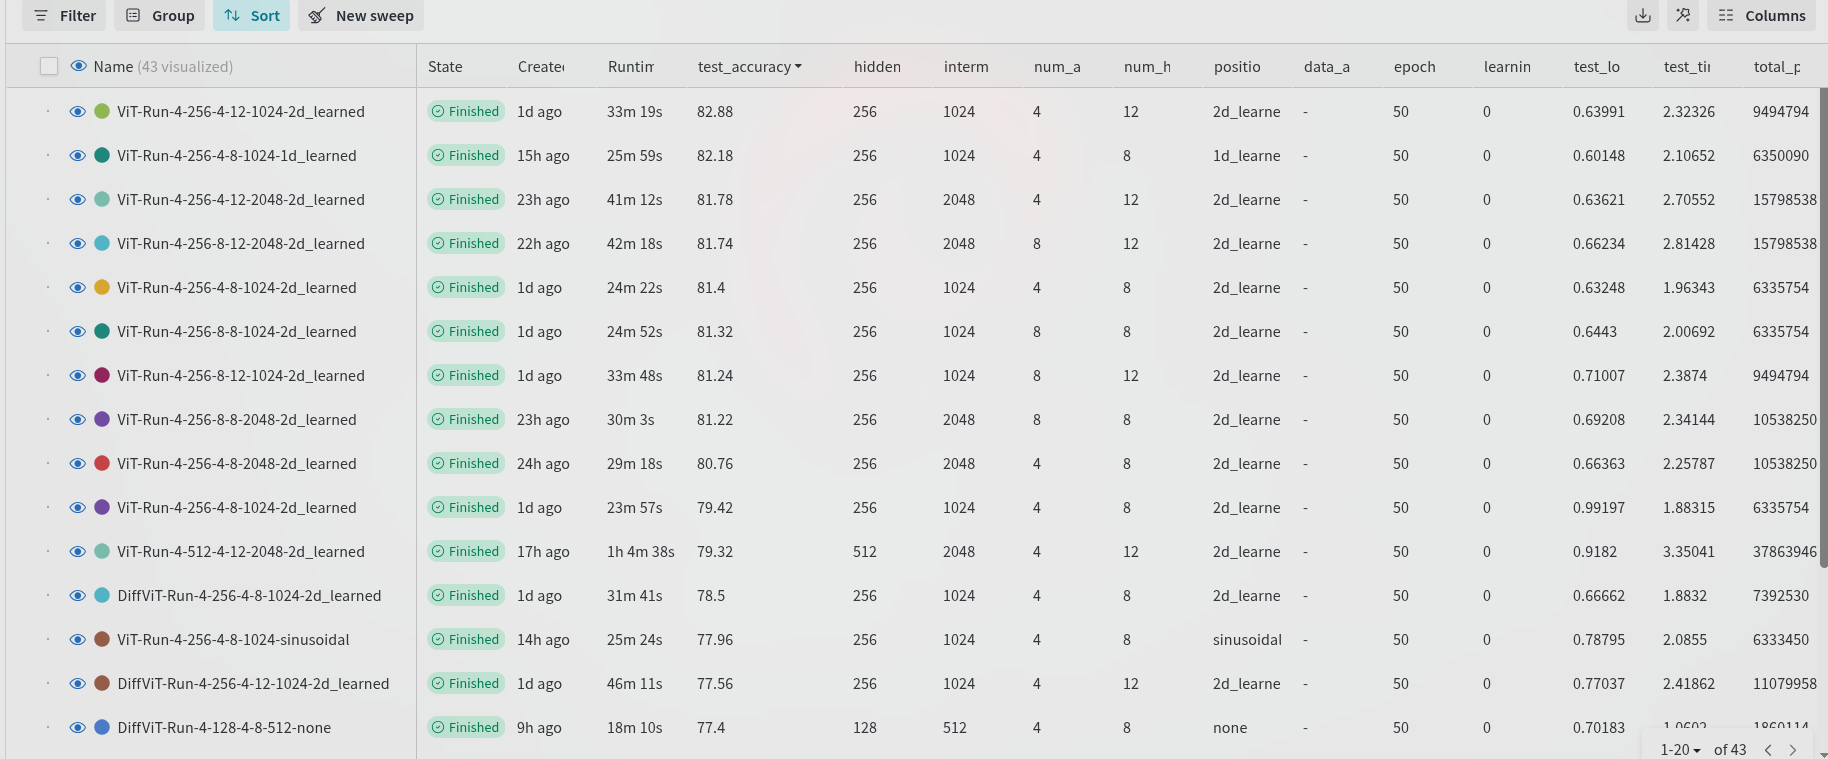 Filter Group Sort New sweep Columns
Name (43 visualized) State Create Runtin test_accuracy hidden interm num_a num_h positio data_a epoch learnin test_lo test_ti total_p
ViT-Run-4-256-4-12-1024-2d_learned Finished 1d ago 33m 19s 82.88 256 1024 4 12 2d_learne - 50 0 0.63991 2.32326 9494794
ViT-Run-4-256-4-8-1024-1d_learned Finished 15h ago 25m 59s 82.18 256 1024 4 8 1d_learne - 50 0 0.60148 2.10652 6350090
ViT-Run-4-256-4-12-2048-2d_learned Finished 23h ago 41m 12s 81.78 256 2048 4 12 2d_learne - 50 0 0.63621 2.70552 15798538
ViT-Run-4-256-8-12-2048-2d_learned Finished 22h ago 42m 18s 81.74 256 2048 8 12 2d_learne - 50 0 0.66234 2.81428 15798538
ViT-Run-4-256-4-8-1024-2d_learned Finished 1d ago 24m 22s 81.4 256 1024 4 8 2d_learne - 50 0 0.63248 1.96343 6335754
ViT-Run-4-256-8-8-1024-2d_learned Finished 1d ago 24m 52s 81.32 256 1024 8 8 2d_learne - 50 0 0.6443 2.00692 6335754
ViT-Run-4-256-8-12-1024-2d_learned Finished 1d ago 33m 48s 81.24 256 1024 8 12 2d_learne - 50 0 0.71007 2.3874 9494794
ViT-Run-4-256-8-8-2048-2d_learned Finished 23h ago 30m 3s 81.22 256 2048 8 8 2d_learne - 50 0 0.69208 2.34144 10538250
ViT-Run-4-256-4-8-2048-2d_learned Finished 24h ago 29m 18s 80.76 256 2048 4 8 2d_learne - 50 0 0.66363 2.25787 10538250
ViT-Run-4-256-4-8-1024-2d_learned Finished 1d ago 23m 57s 79.42 256 1024 4 8 2d_learne - 50 0 0.99197 1.88315 6335754
ViT-Run-4-512-4-12-2048-2d_learned Finished 17h ago 1h 4m 38s 79.32 512 2048 4 12 2d_learne - 50 0 0.9182 3.35041 37863946
DiffViT-Run-4-256-4-8-1024-2d_learned Finished 1d ago 31m 41s 78.5 256 1024 4 8 2d_learne - 50 0 0.66662 1.8832 7392530
ViT-Run-4-256-4-8-1024-sinusoidal Finished 14h ago 25m 24s 77.96 256 1024 4 8 sinusoidal - 50 0 0.78795 2.0855 6333450
DiffViT-Run-4-256-4-12-1024-2d_learned Finished 1d ago 46m 11s 77.56 256 1024 4 12 2d_learne - 50 0 0.77037 2.41862 11079958
DiffViT-Run-4-128-4-8-512-none Finished 9h ago 18m 10s 77.4 128 512 4 8 none - 50 0 0.70183
1-20 of 43